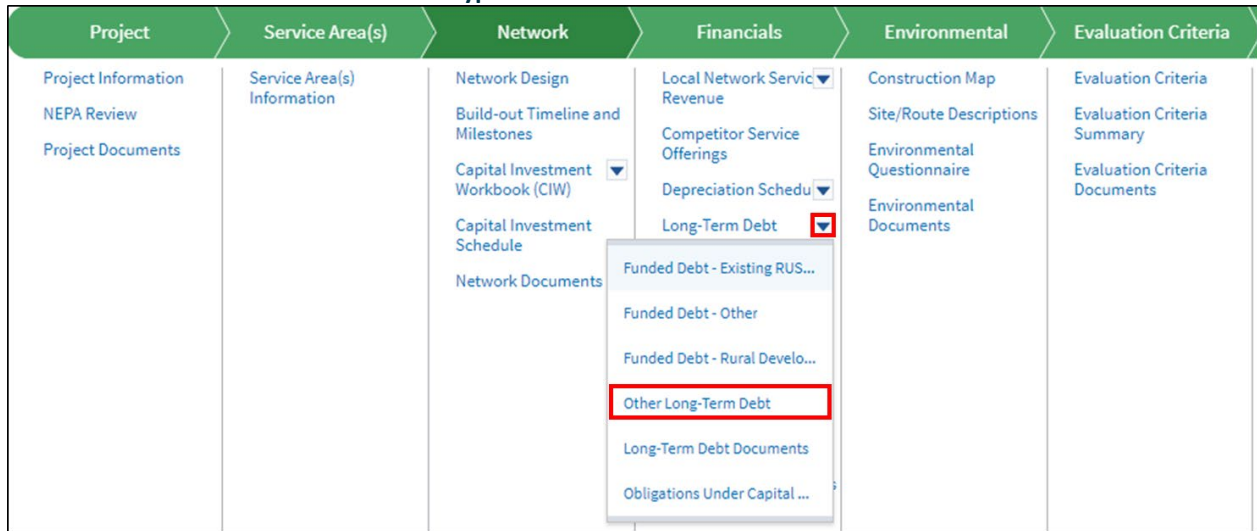 Project
Service Area(s)
Network
Financials
Environmental
Evaluation Criteria
Project Information
NEPA Review
Project Documents
Service Area(s)
Information
Network Design
Build-out Timeline and
Milestones
Capital Investment
Workbook (CIW)
Capital Investment
Schedule
Network Documents
Local Network Servic
Revenue
Competitor Service
Offerings
Depreciation Schedu
Long-Term Debt
Funded Debt - Existing RUS...
Funded Debt - Other
Funded Debt - Rural Develo...
Other Long-Term Debt
Long-Term Debt Documents
Obligations Under Capital ...
Construction Map
Site/Route Descriptions
Environmental
Questionnaire
Environmental
Documents
Evaluation Criteria
Evaluation Criteria
Summary
Evaluation Criteria
Documents